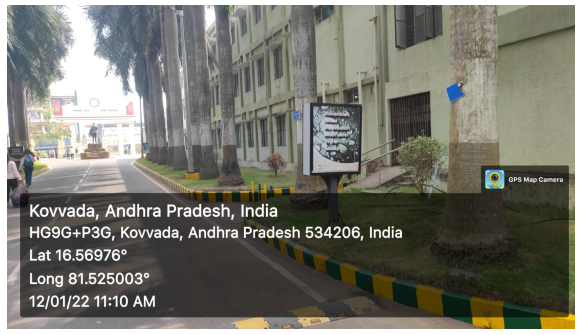 GPS Map Camera
Kovvada, Andhra Pradesh, India
HG9G+P3G, Kovvada, Andhra Pradesh 534206, India
Lat 16.56976°
Long 81.525003°
12/01/22 11:10 AM